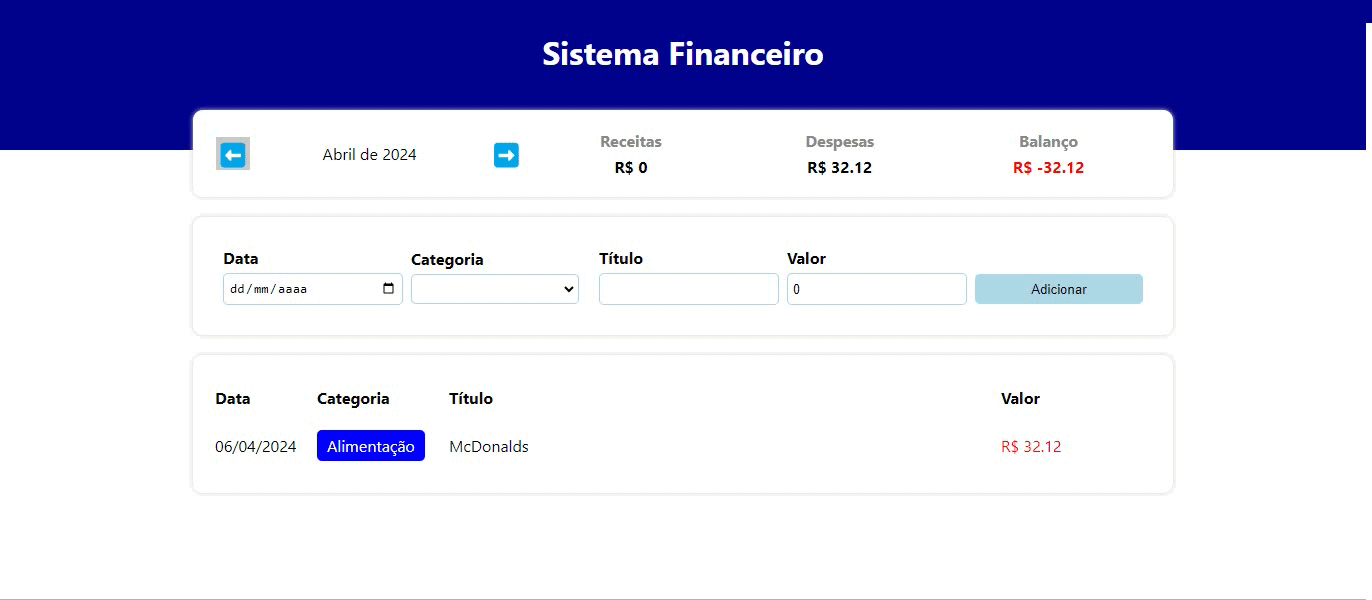 Sistema Financeiro
Abril de 2024
Receitas Despesas Balanço
R$ 0 R$ 32.12 R$ -32.12
Data Categoria Título Valor
dd/mm/aaaa 0 Adicionar
Data Categoria Título Valor
06/04/2024 Alimentação McDonalds R$ 32.12